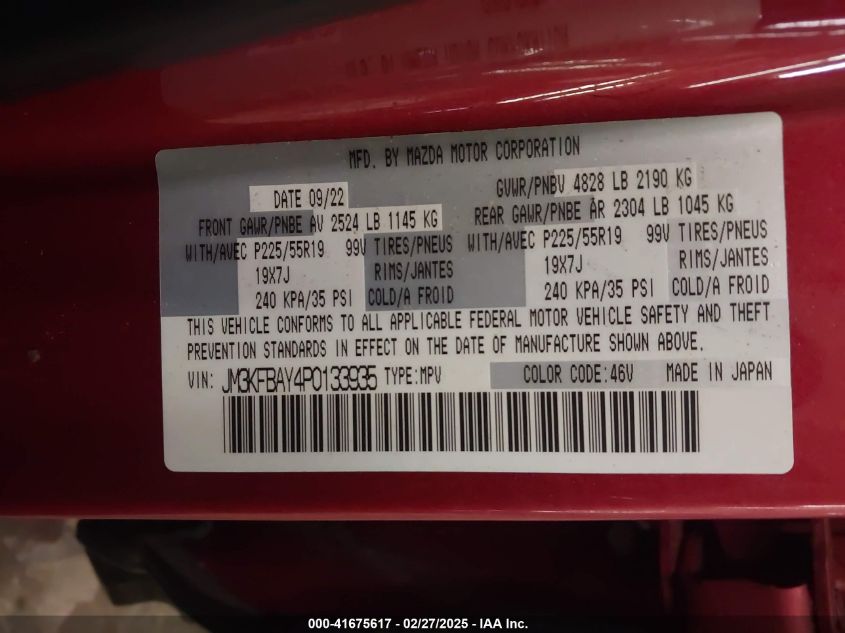 MFD. BY MAZDA MOTOR CORPORATION
DATE 09/22 GVWR/PNBV 4828 LB 2190 KG
FRONT GAWR/PNBE AV 2524 LB 1145 KG REAR GAWR/PNBE AR 2304 LB 1045 KG
WITH/AVEC P225/55R19 99V TIRES/PNEUS WITH/AVEC P225/55R19 99V TIRES/PNEUS
19X7J RIMS/JANTES 19X7J RIMS/JANTES
240 KPA/35 PSI COLD/A FROID 240 KPA/35 PSI COLD/A FROID
THIS VEHICLE CONFORMS TO ALL APPLICABLE FEDERAL MOTOR VEHICLE SAFETY AND THEFT
PREVENTION STANDARDS IN EFFECT ON THE DATE OF MANUFACTURE SHOWN ABOVE.
VIN: JM3KFBAY4P0133935 TYPE:MPV COLOR CODE:46V MADE IN JAPAN
000-41675617 - 02/27/2025 - IAA Inc.